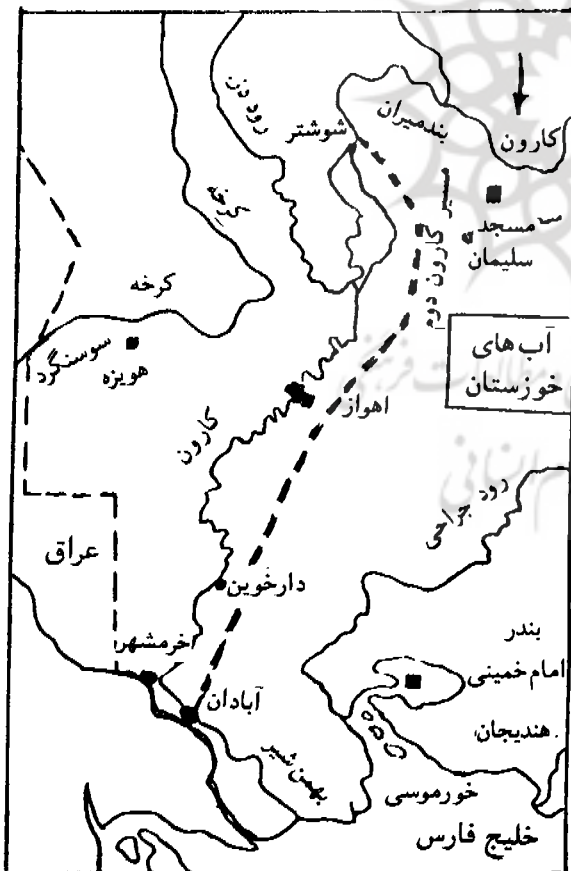 کارون
بندمیران
رود دز
شوشتر
مسجد
سلیمان
مسیر کارون دوم
کرخه
کرخه
آب‌های
خوزستان
سوسنگرد
هویزه
اهواز
کارون
رود جراحی
عراق
دارخوین
خرمشهر
بندر
امام خمینی
آبادان
هندیجان
بهمن شیر
خورموسی
خلیج فارس